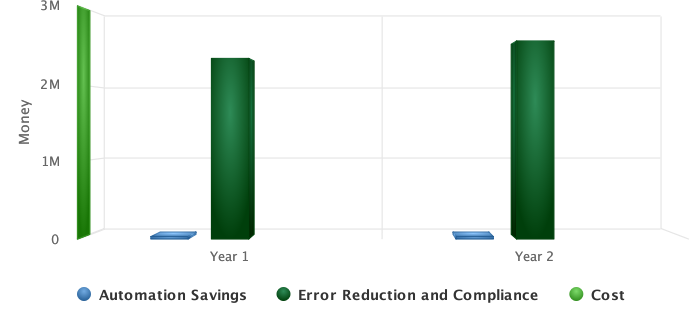 3M
2M
Money
1M
0
Year 1 Year 2
Automation Savings Error Reduction and Compliance Cost